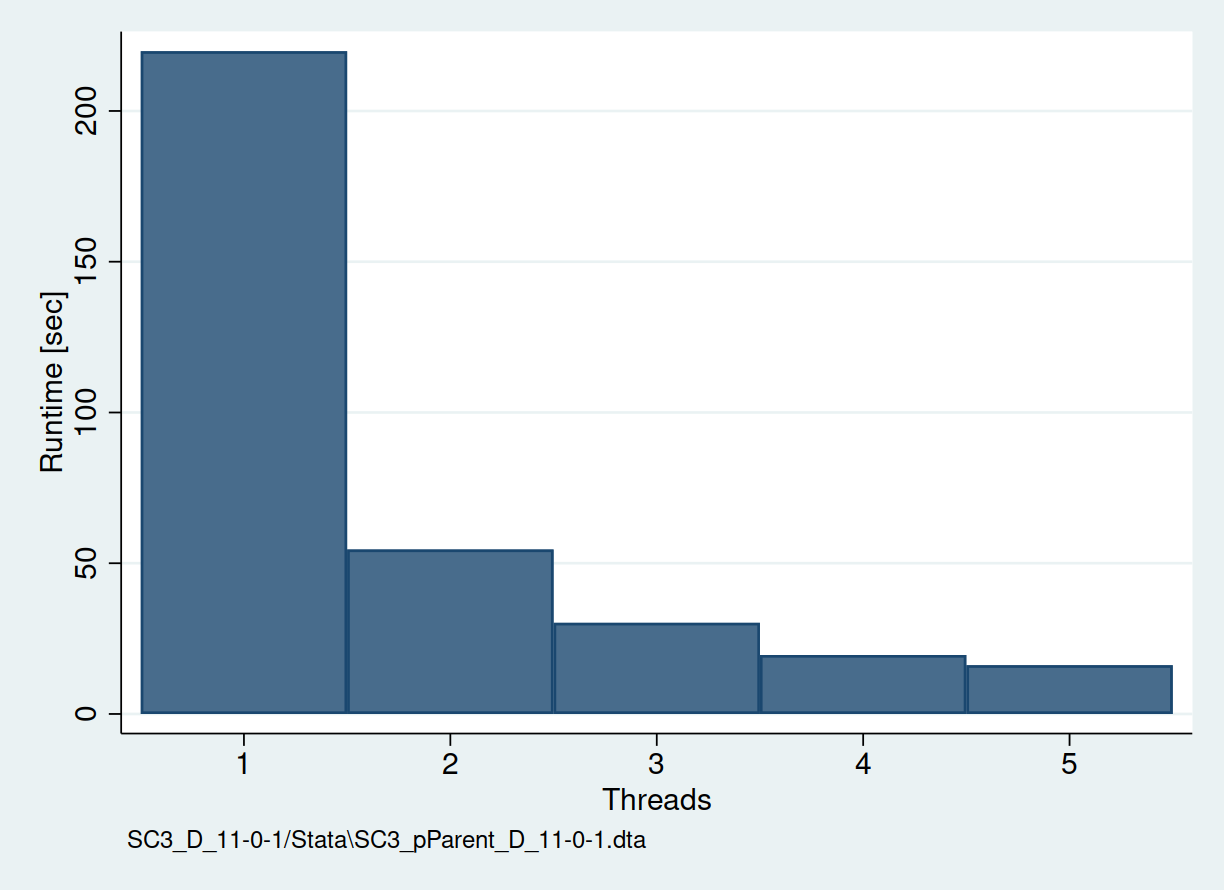 Runtime [sec]
200
150
100
50
0
1 2 3 4 5
Threads
SC3_D_11-0-1/Stata\SC3_pParent_D_11-0-1.dta